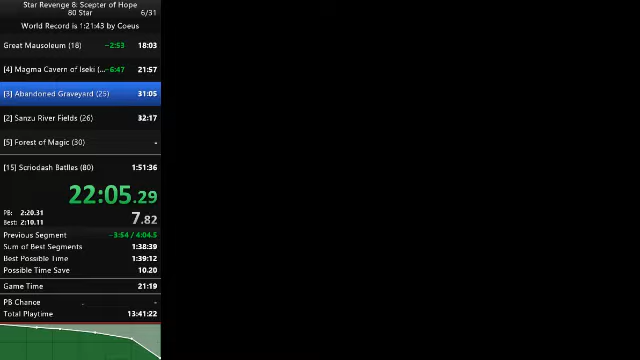 Star Revenge 8: Scepter of Hope
80 Star 6/31
World Record is 1:21:43 by Coeus
Great Mausoleum (18) −2:53 18:03
[4] Magma Cavern of Iseki (... −6:47 21:57
[3] Abandoned Graveyard (25) 31:05
[2] Sanzu River Fields (26) 32:17
[5] Forest of Magic (30) -
[15] Scriodash Battles (80) 1:51:36
22:05.29
PB: 2:20.31
Best: 2:10.11
7.82
Previous Segment −3:54 / 4:04.5
Sum of Best Segments 1:38:39
Best Possible Time 1:39:12
Possible Time Save 10.20
Game Time 21:19
PB Chance -
Total Playtime 13:41:22